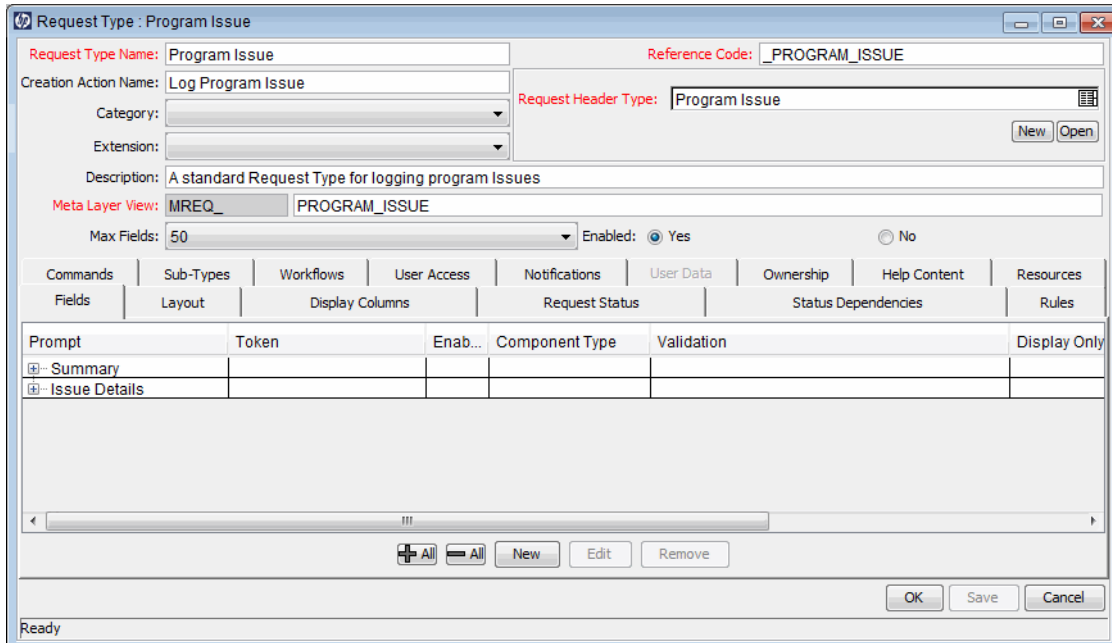 Request Type : Program Issue
Request Type Name: Program Issue Reference Code: _PROGRAM_ISSUE
Creation Action Name: Log Program Issue
Request Header Type: Program Issue
Category:
New Open
Extension:
Description: A standard Request Type for logging program Issues
Meta Layer View: MREQ_ PROGRAM_ISSUE
Max Fields: 50 Enabled: Yes No
Commands Sub-Types Workflows User Access Notifications User Data Ownership Help Content Resources
Fields Layout Display Columns Request Status Status Dependencies Rules
Prompt Token Enab... Component Type Validation Display Only
Summary
Issue Details
All All New Edit Remove
OK Save Cancel
Ready